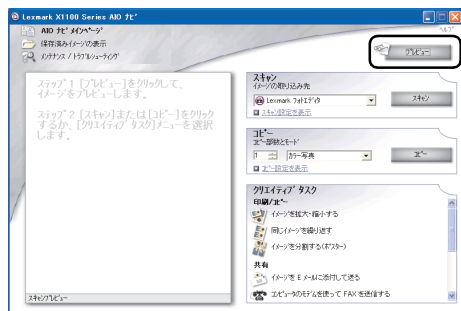 Lexmark X1100 Series AIO ナビ
AIO ナビ メインページ
保存済みイメージの表示
メンテナンス / トラブルシューティング
ヘルプ
プレビュー
ステップ 1 [プレビュー]をクリックして、
イメージをプレビューします。
ステップ 2 [スキャン]または[コピー]をクリック
するか、[クリエイティブ タスク]メニューを選択
します。
スキャンプレビュー
スキャン
イメージの取り込み先
Lexmark フォトエディタ
スキャン
スキャン設定を表示
コピー
コピー部数とモード
1
カラー写真
コピー
コピー設定を表示
クリエイティブ タスク
印刷/コピー
イメージを拡大・縮小する
同じイメージを繰り返す
イメージを分割する(ポスター)
共有
イメージを E メールに添付して送る
コンピュータのモデムを使って FAX を送信する